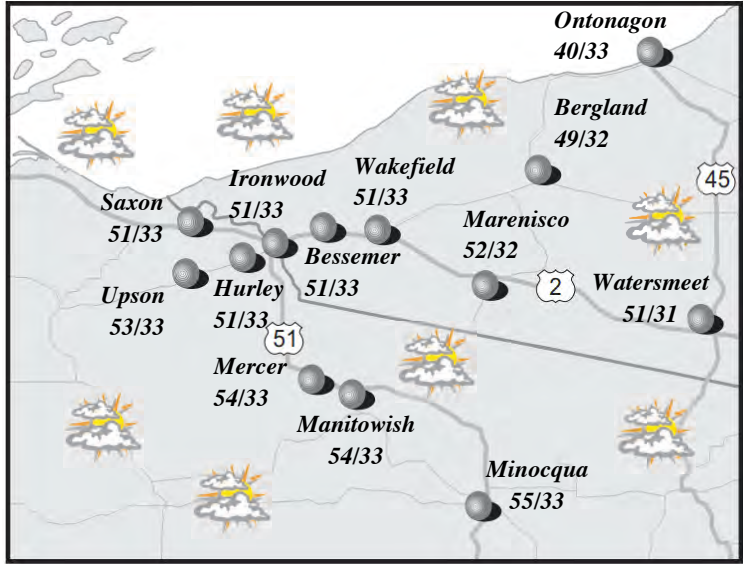 Ontonagon
40/33
Bergland
49/32
45
Wakefield
51/33
Ironwood
51/33
Saxon
51/33
Marenisco
52/32
Bessemer
51/33
2
Watersmeet
51/31
Upson
53/33
Hurley
51/33
51
Mercer
54/33
Manitowish
54/33
Minocqua
55/33